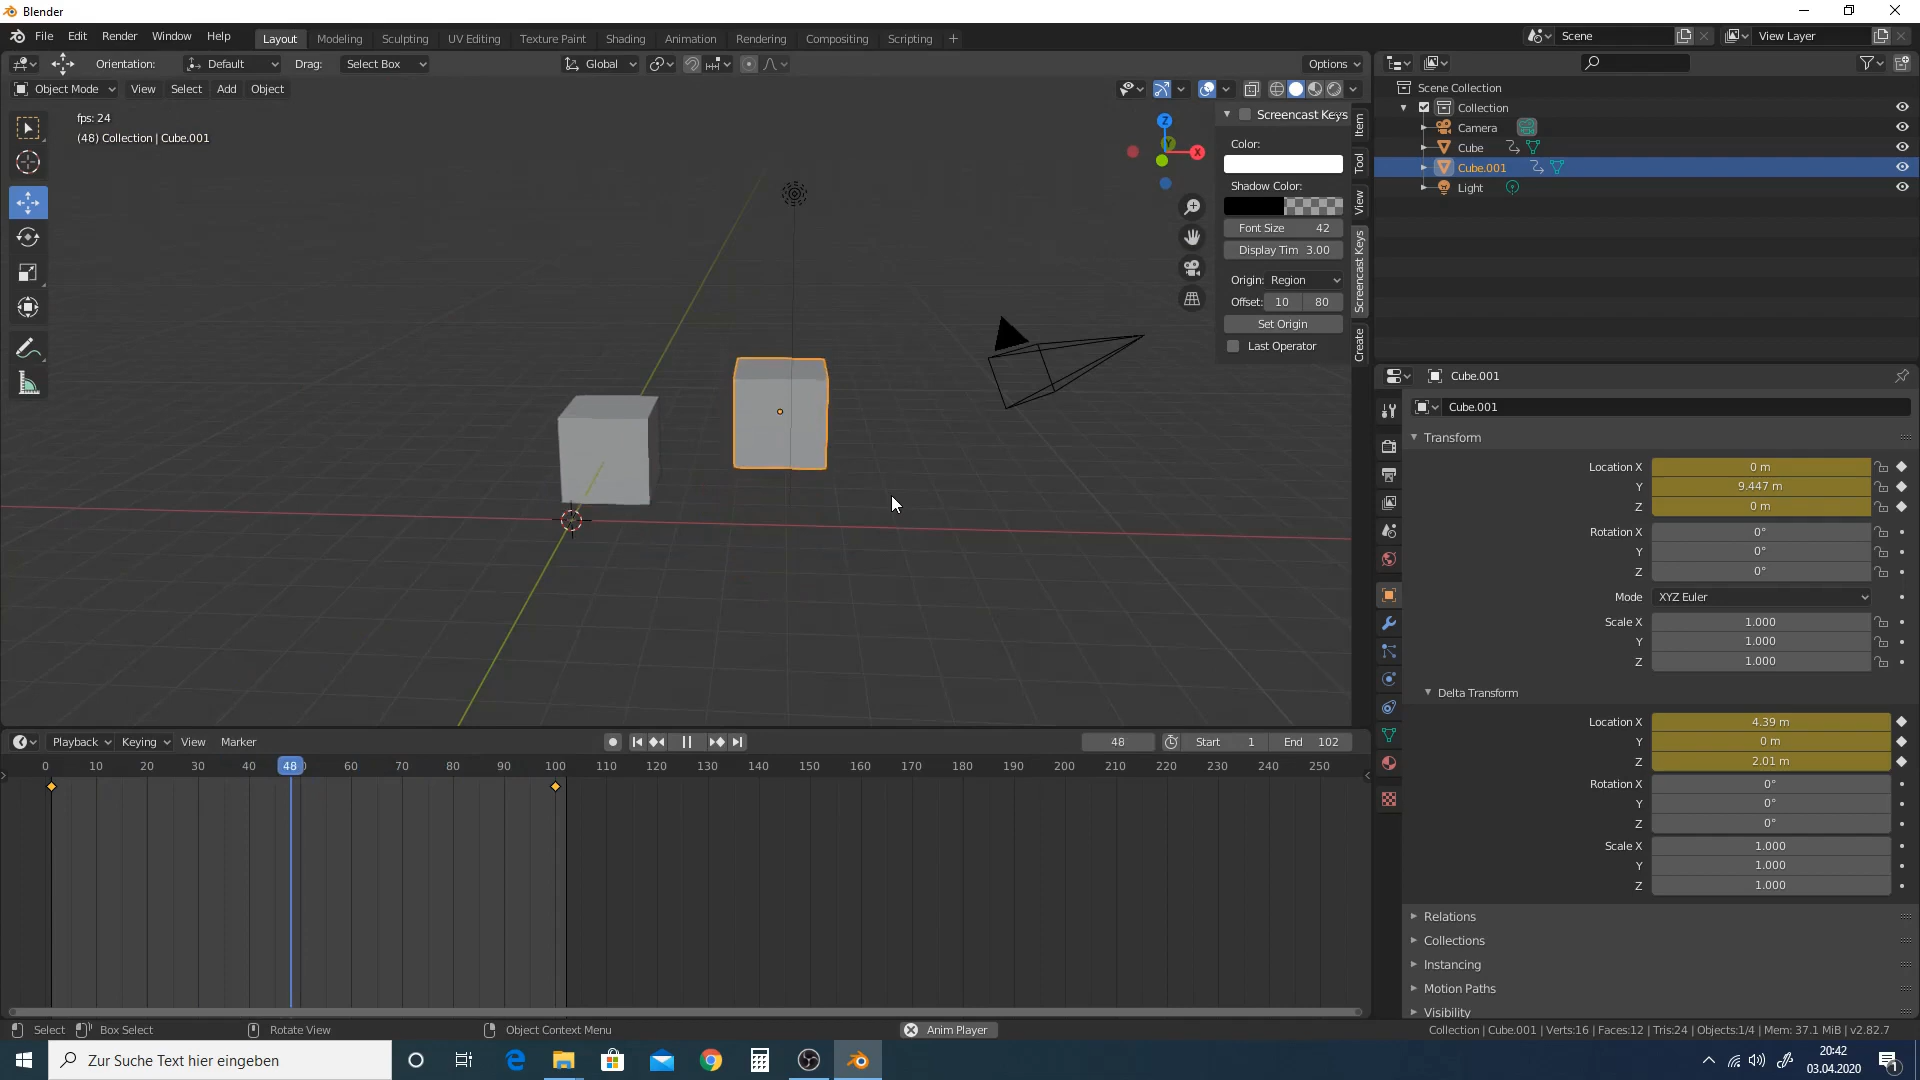 Blender
File Edit Render Window Help Layout Modeling Sculpting UV Editing Texture Paint Shading Animation Rendering Compositing Scripting + Scene View Layer
Orientation: Default Drag: Select Box Global Options
Object Mode View Select Add Object
fps: 24
(48) Collection | Cube.001
Z
Y
X
Screencast Keys
Color:
Shadow Color:
Font Size 42
Display Tim 3.00
Origin: Region
Offset: 10 80
Set Origin
Last Operator
Item
Tool
View
Screencast Keys
Create
Scene Collection
Collection
Camera
Cube
Cube.001
Light
Cube.001
Cube.001
Transform
Location X 0 m
Y 9.447 m
Z 0 m
Rotation X 0°
Y 0°
Z 0°
Mode XYZ Euler
Scale X 1.000
Y 1.000
Z 1.000
Delta Transform
Location X 4.39 m
Y 0 m
Z 2.01 m
Rotation X 0°
Y 0°
Z 0°
Scale X 1.000
Y 1.000
Z 1.000
Relations
Collections
Instancing
Motion Paths
Visibility
Playback Keying View Marker 48 Start 1 End 102
0 10 20 30 40 48 60 70 80 90 100 110 120 130 140 150 160 170 180 190 200 210 220 230 240 250
Select Box Select Rotate View Object Context Menu Anim Player Collection | Cube.001 | Verts:16 | Faces:12 | Tris:24 | Objects:1/4 | Mem: 37.1 MiB | v2.82.7
Zur Suche Text hier eingeben
20:42
03.04.2020
1